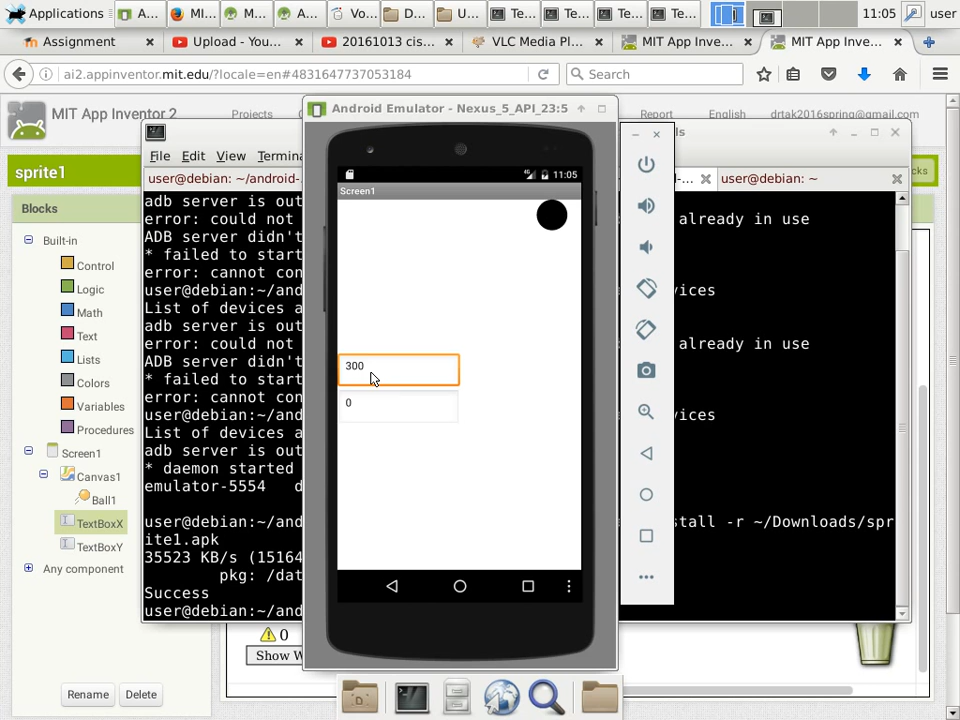 Applications
A...
MI...
M...
A...
Vo...
D...
U...
Te...
Te...
Te...
Te...
11:05
user
Assignment
Upload - You...
20161013 cis...
VLC Media Pl...
MIT App Inve...
MIT App Inve...
ai2.appinventor.mit.edu/?locale=en#4831647737053184
Search
MIT App Inventor 2
Projects
Report
English
drtak2016spring@gmail.com
sprite1
Blocks
Built-in
Control
Logic
Math
Text
Lists
Colors
Variables
Procedures
Screen1
Canvas1
Ball1
TextBoxX
TextBoxY
Any component
Rename
Delete
File Edit View Termina
user@debian: ~/android-
user@debian: ~
adb server is out
error: could not already in use
ADB server didn't
* failed to start
error: cannot con
user@debian:~/and vices
List of devices a
adb server is out
error: could not already in use
ADB server didn't
* failed to start
error: cannot con
user@debian:~/and vices
List of devices a
adb server is out
* daemon started
emulator-5554 d
user@debian:~/and stall -r ~/Downloads/spr
ite1.apk
35523 KB/s (15164
pkg: /dat
Success
user@debian:~/and
Android Emulator - Nexus_5_API_23:5
11:05
Screen1
300
0
0
Show W